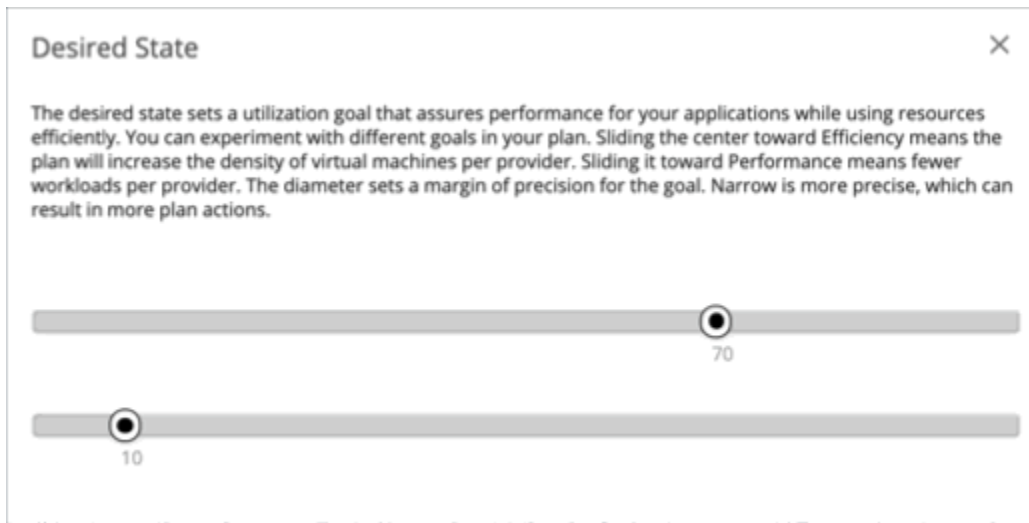 Desired State
The desired state sets a utilization goal that assures performance for your applications while using resources
efficiently. You can experiment with different goals in your plan. Sliding the center toward Efficiency means the
plan will increase the density of virtual machines per provider. Sliding it toward Performance means fewer
workloads per provider. The diameter sets a margin of precision for the goal. Narrow is more precise, which can
result in more plan actions.
70
10